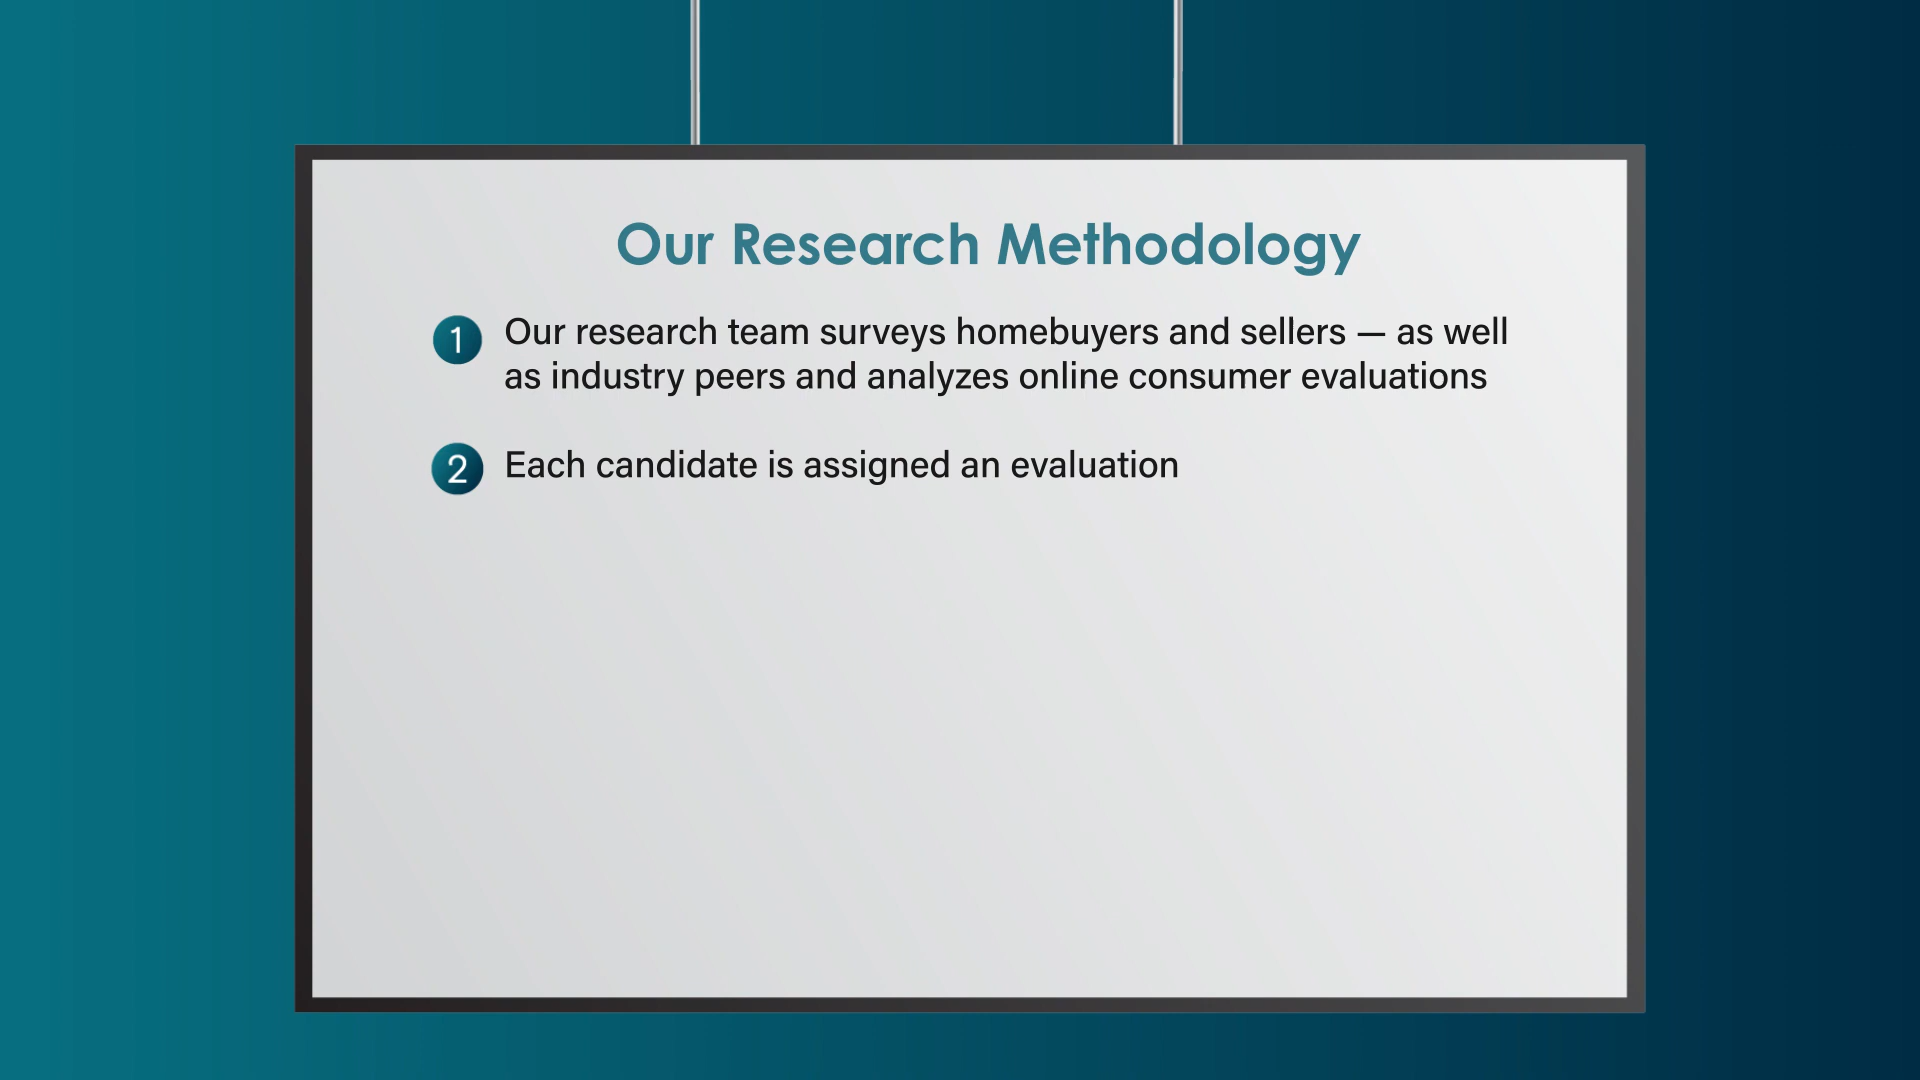 Our Research Methodology
1 Our research team surveys homebuyers and sellers — as well
as industry peers and analyzes online consumer evaluations
2 Each candidate is assigned an evaluation